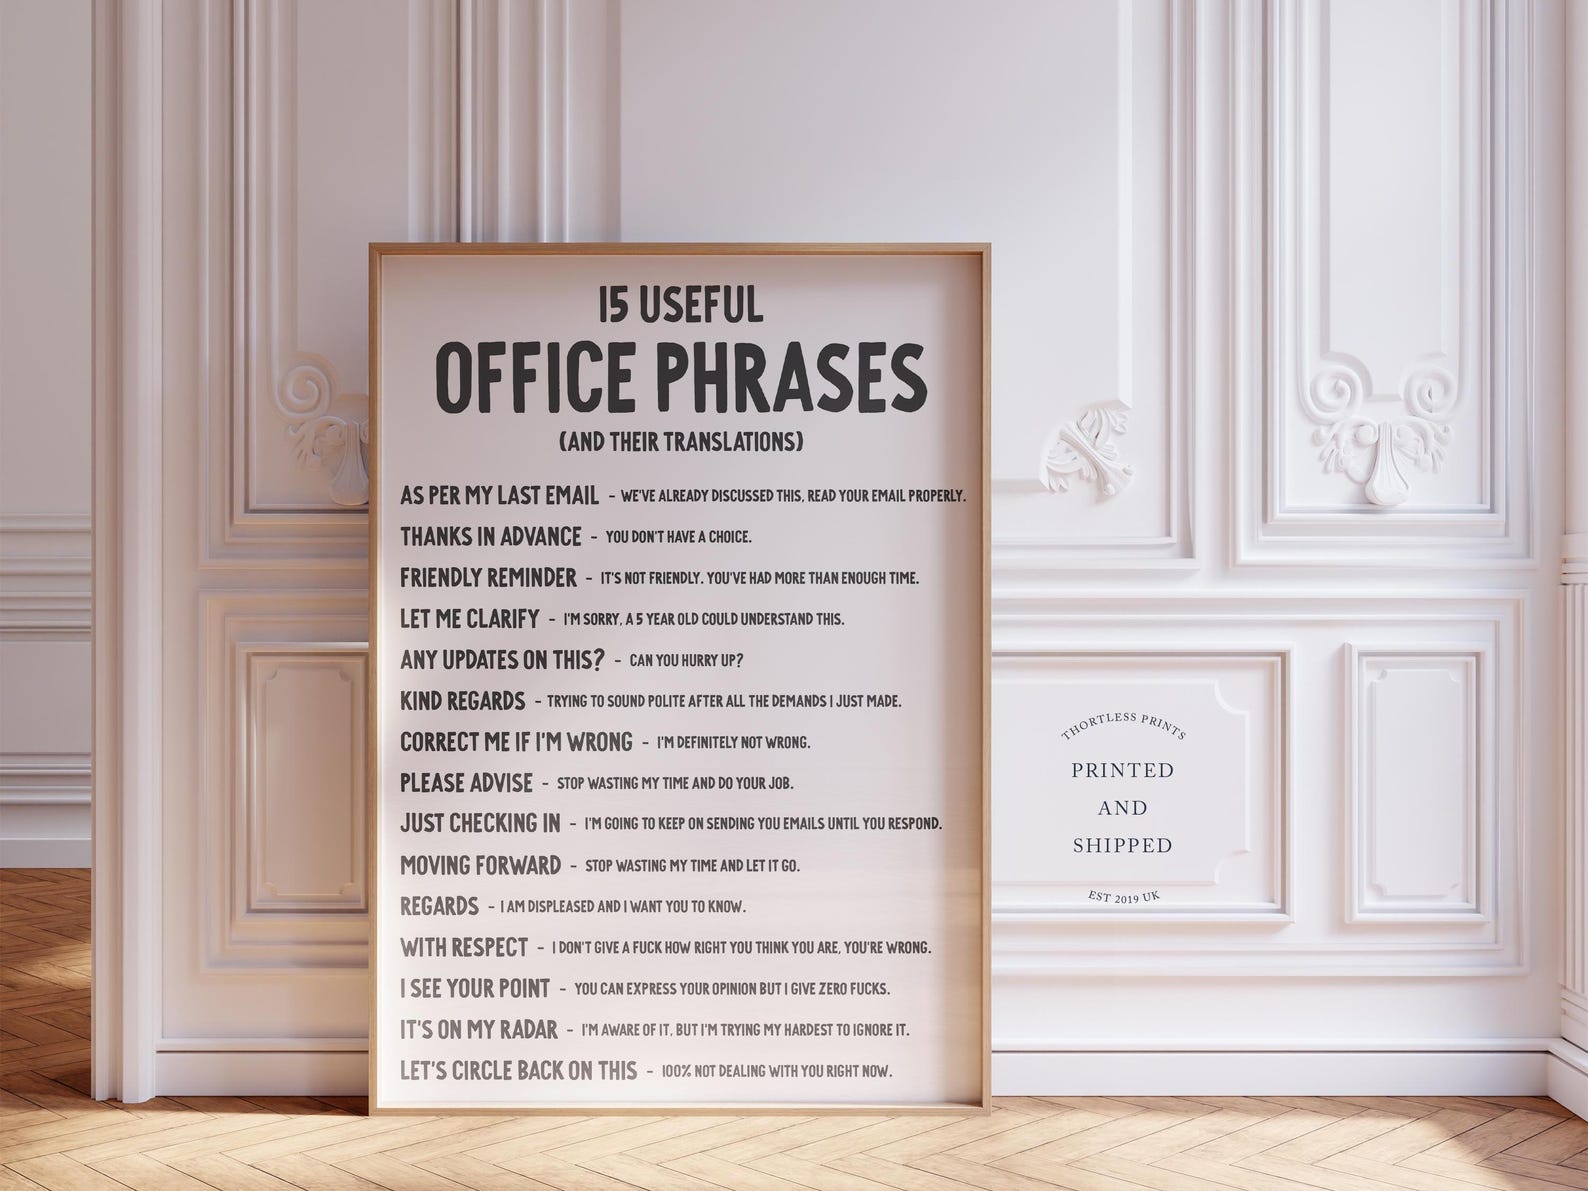 15 USEFUL
OFFICE PHRASES
(AND THEIR TRANSLATIONS)
AS PER MY LAST EMAIL - WE'VE ALREADY DISCUSSED THIS, READ YOUR EMAIL PROPERLY.
THANKS IN ADVANCE - YOU DON'T HAVE A CHOICE.
FRIENDLY REMINDER - IT'S NOT FRIENDLY. YOU'VE HAD MORE THAN ENOUGH TIME.
LET ME CLARIFY - I'M SORRY, A 5 YEAR OLD COULD UNDERSTAND THIS.
ANY UPDATES ON THIS? - CAN YOU HURRY UP?
KIND REGARDS - TRYING TO SOUND POLITE AFTER ALL THE DEMANDS I JUST MADE.
CORRECT ME IF I'M WRONG - I'M DEFINITELY NOT WRONG.
PLEASE ADVISE - STOP WASTING MY TIME AND DO YOUR JOB.
JUST CHECKING IN - I'M GOING TO KEEP ON SENDING YOU EMAILS UNTIL YOU RESPOND.
MOVING FORWARD - STOP WASTING MY TIME AND LET IT GO.
REGARDS - I AM DISPLEASED AND I WANT YOU TO KNOW.
WITH RESPECT - I DON'T GIVE A FUCK HOW RIGHT YOU THINK YOU ARE, YOU'RE WRONG.
I SEE YOUR POINT - YOU CAN EXPRESS YOUR OPINION BUT I GIVE ZERO FUCKS.
IT'S ON MY RADAR - I'M AWARE OF IT, BUT I'M TRYING MY HARDEST TO IGNORE IT.
LET'S CIRCLE BACK ON THIS - 100% NOT DEALING WITH YOU RIGHT NOW.
THORTLESS PRINTS
PRINTED
AND
SHIPPED
EST 2019 UK